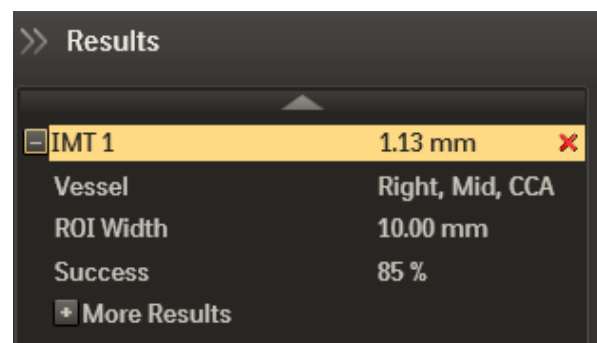 Results
IMT 1 1.13 mm
Vessel Right, Mid, CCA
ROI Width 10.00 mm
Success 85 %
More Results